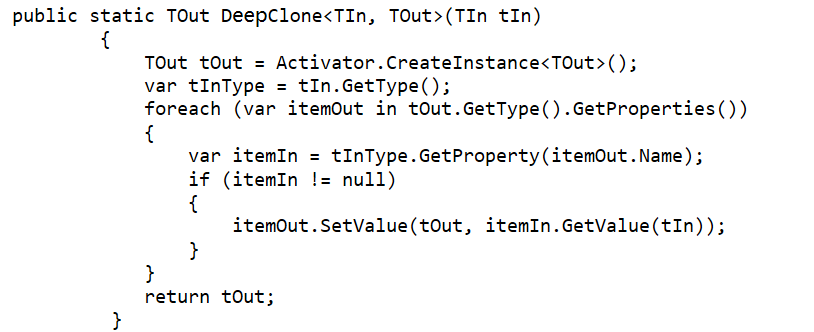 public static TOut DeepClone<TIn, TOut>(TIn tIn)
{
TOut tOut = Activator.CreateInstance<TOut>();
var tInType = tIn.GetType();
foreach (var itemOut in tOut.GetType().GetProperties())
{
var itemIn = tInType.GetProperty(itemOut.Name);
if (itemIn != null)
{
itemOut.SetValue(tOut, itemIn.GetValue(tIn));
}
}
return tOut;
}